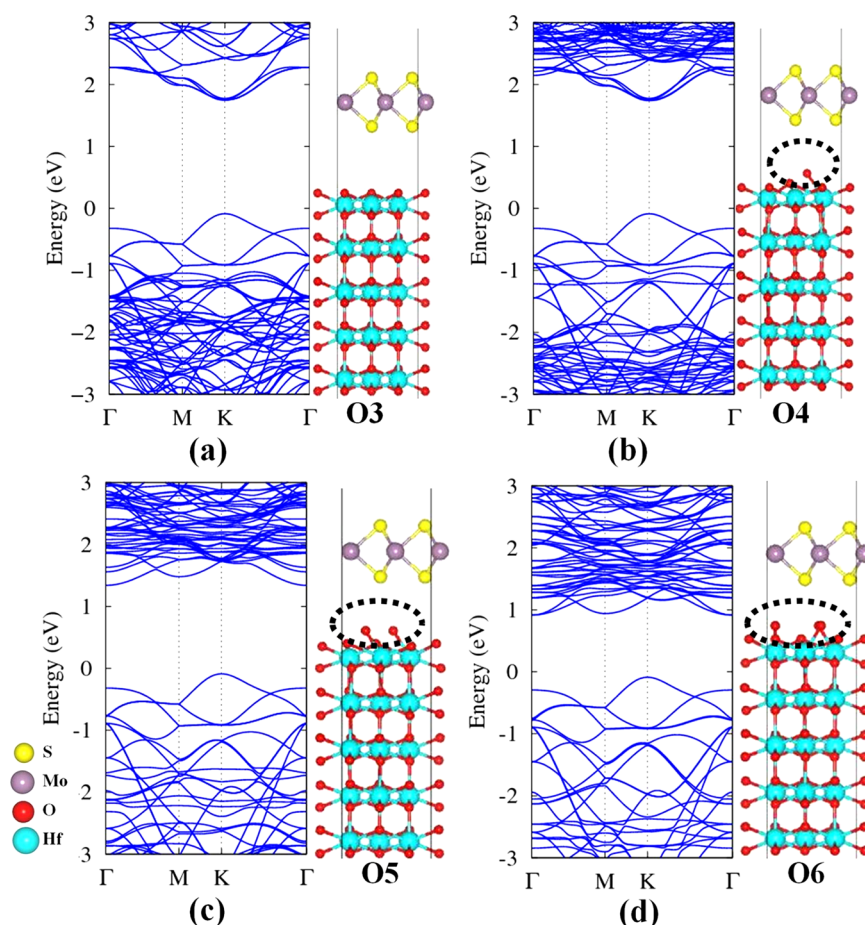 3
2
1
0
−1
−2
−3
Energy (eV)
Γ M K Γ
O3
(a)
3
2
1
0
-1
-2
-3
Energy (eV)
Γ M K Γ
O4
(b)
3
2
1
0
-1
-2
-3
Energy (eV)
Γ M K Γ
O5
(c)
3
2
1
0
-1
-2
-3
Energy (eV)
Γ M K Γ
O6
(d)
S
Mo
O
Hf